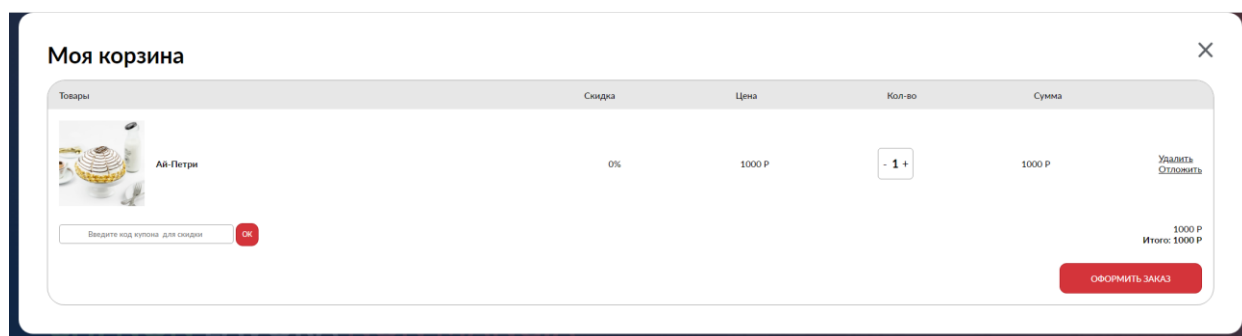 Моя корзина
Товары Скидка Цена Кол-во Сумма
Ай-Петри 0% 1000 Р - 1 + 1000 Р Удалить
Отложить
Введите код купона для скидки ОК
1000 Р
Итого: 1000 Р
ОФОРМИТЬ ЗАКАЗ